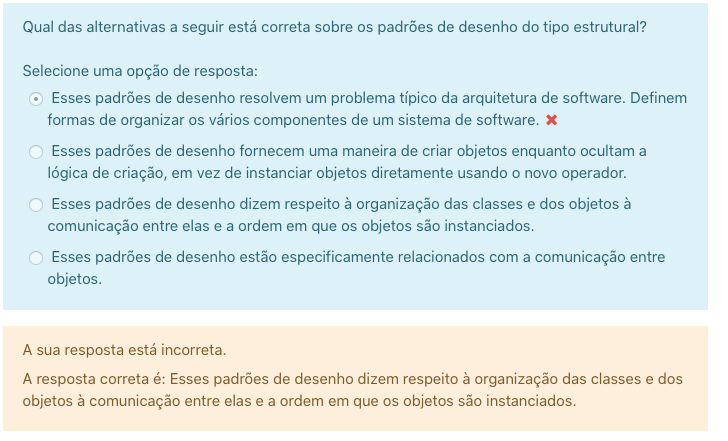 Qual das alternativas a seguir está correta sobre os padrões de desenho do tipo estrutural?
Selecione uma opção de resposta:
Esses padrões de desenho resolvem um problema típico da arquitetura de software. Definem
formas de organizar os vários componentes de um sistema de software.
Esses padrões de desenho fornecem uma maneira de criar objetos enquanto ocultam a
lógica de criação, em vez de instanciar objetos diretamente usando o novo operador.
Esses padrões de desenho dizem respeito à organização das classes e dos objetos à
comunicação entre elas e a ordem em que os objetos são instanciados.
Esses padrões de desenho estão especificamente relacionados com a comunicação entre
objetos.
A sua resposta está incorreta.
A resposta correta é: Esses padrões de desenho dizem respeito à organização das classes e dos
objetos à comunicação entre elas e a ordem em que os objetos são instanciados.